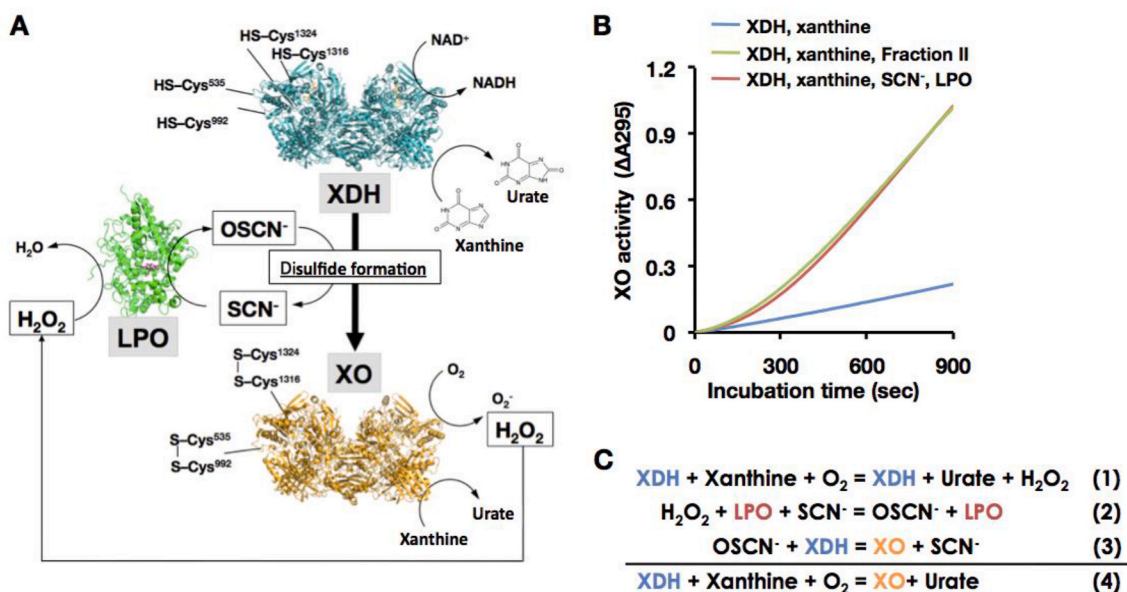 A
HS–Cys¹³²⁴
HS–Cys¹³¹⁶
HS–Cys⁵³⁵
HS–Cys⁹⁹²
NAD⁺
NADH
XDH
Urate
Xanthine
H₂O
OSCN⁻
Disulfide formation
SCN⁻
H₂O₂
LPO
S–Cys¹³²⁴
S–Cys¹³¹⁶
XO
O₂
O₂⁻
H₂O₂
S–Cys⁵³⁵
S–Cys⁹⁹²
Urate
Xanthine
B
XDH, xanthine
XDH, xanthine, Fraction II
XDH, xanthine, SCN⁻, LPO
XO activity (ΔA295)
1.2
0.9
0.6
0.3
0
0 300 600 900
Incubation time (sec)
C
XDH + Xanthine + O₂ = XDH + Urate + H₂O₂ (1)
H₂O₂ + LPO + SCN⁻ = OSCN⁻ + LPO (2)
OSCN⁻ + XDH = XO + SCN⁻ (3)
XDH + Xanthine + O₂ = XO+ Urate (4)